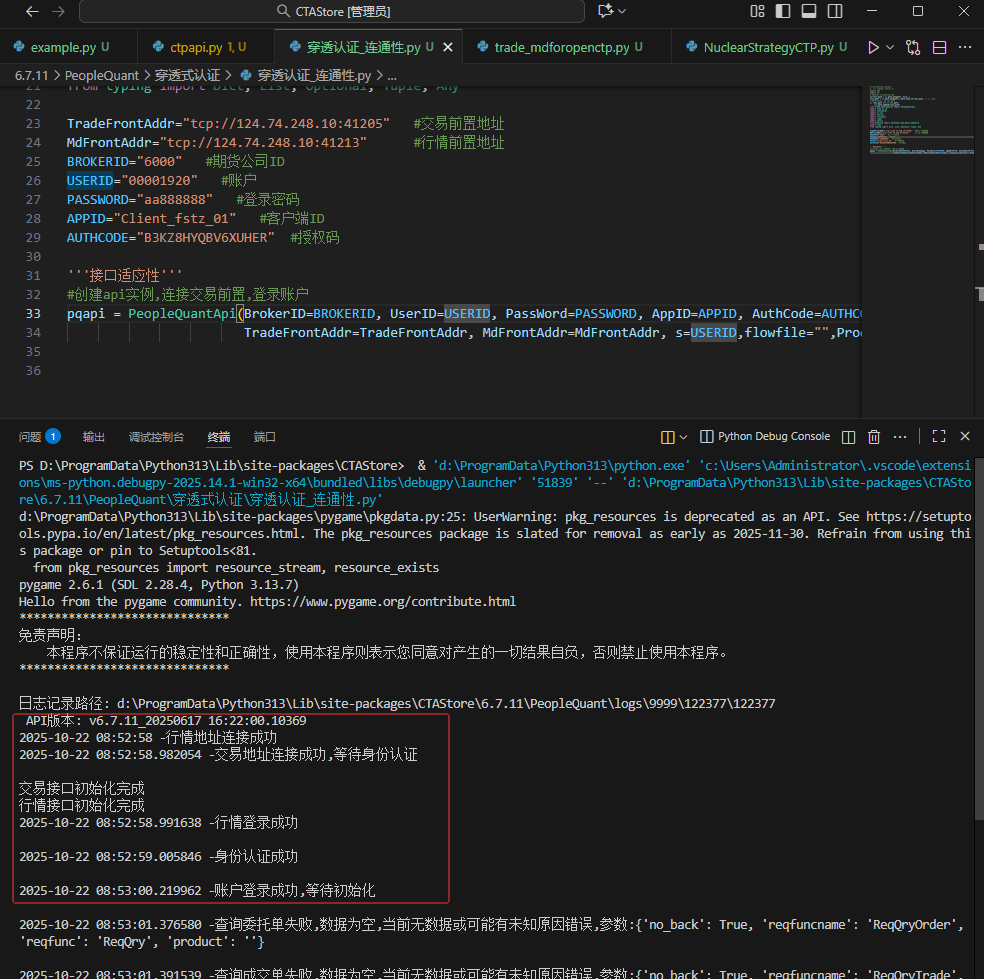 CTAStore [管理员]
example.py U
ctpapi.py 1, U
穿透认证_连通性.py U
trade_mdforopenctp.py U
NuclearStrategyCTP.py U
6.7.11 > PeopleQuant > 穿透式认证 > 穿透认证_连通性.py > ...
21 from typing import Dict, List, Optional, Tuple, Any
22
23 TradeFrontAddr="tcp://124.74.248.10:41205" #交易前置地址
24 MdFrontAddr="tcp://124.74.248.10:41213" #行情前置地址
25 BROKERID="6000" #期货公司ID
26 USERID="00001920" #账户
27 PASSWORD="aa888888" #登录密码
28 APPID="Client_fstz_01" #客户端ID
29 AUTHCODE="B3KZ8HYQBV6XUHER" #授权码
30
31 '''接口适应性'''
32 #创建api实例,连接交易前置,登录账户
33 pqapi = PeopleQuantApi(BrokerID=BROKERID, UserID=USERID, PassWord=PASSWORD, AppID=APPID, AuthCode=AUTHC
34 TradeFrontAddr=TradeFrontAddr, MdFrontAddr=MdFrontAddr, s=USERID,flowfile="",Pro
35
36
问题 1 输出 调试控制台 终端 端口 Python Debug Console
PS D:\ProgramData\Python313\Lib\site-packages\CTAStore> & 'd:\ProgramData\Python313\python.exe' 'c:\Users\Administrator\.vscode\extensi
ons\ms-python.debugpy-2025.14.1-win32-x64\bundled\libs\debugpy\launcher' '51839' '--' 'd:\ProgramData\Python313\Lib\site-packages\CTASto
re\6.7.11\PeopleQuant\穿透式认证\穿透认证_连通性.py'
d:\ProgramData\Python313\Lib\site-packages\pygame\pkgdata.py:25: UserWarning: pkg_resources is deprecated as an API. See https://setupto
ols.pypa.io/en/latest/pkg_resources.html. The pkg_resources package is slated for removal as early as 2025-11-30. Refrain from using thi
s package or pin to Setuptools<81.
from pkg_resources import resource_stream, resource_exists
pygame 2.6.1 (SDL 2.28.4, Python 3.13.7)
Hello from the pygame community. https://www.pygame.org/contribute.html
******************************
免责声明:
本程序不保证运行的稳定性和正确性，使用本程序则表示您同意对产生的一切结果自负，否则禁止使用本程序。
******************************
日志记录路径: d:\ProgramData\Python313\Lib\site-packages\CTAStore\6.7.11\PeopleQuant\logs\9999\122377\122377
API版本: v6.7.11_20250617 16:22:00.10369
2025-10-22 08:52:58 -行情地址连接成功
2025-10-22 08:52:58.982054 -交易地址连接成功,等待身份认证
交易接口初始化完成
行情接口初始化完成
2025-10-22 08:52:58.991638 -行情登录成功
2025-10-22 08:52:59.005846 -身份认证成功
2025-10-22 08:53:00.219962 -账户登录成功,等待初始化
2025-10-22 08:53:01.376580 -查询委托单失败,数据为空,当前无数据或可能有未知原因错误,参数:{'no_back': True, 'reqfuncname': 'ReqQryOrder',
'reqfunc': 'ReqQry', 'product': ''}
2025-10-22 08:53:01.391539 -查询成交单失败,数据为空,当前无数据或可能有未知原因错误,参数:{'no_back': True, 'reqfuncname': 'ReqQryTrade',